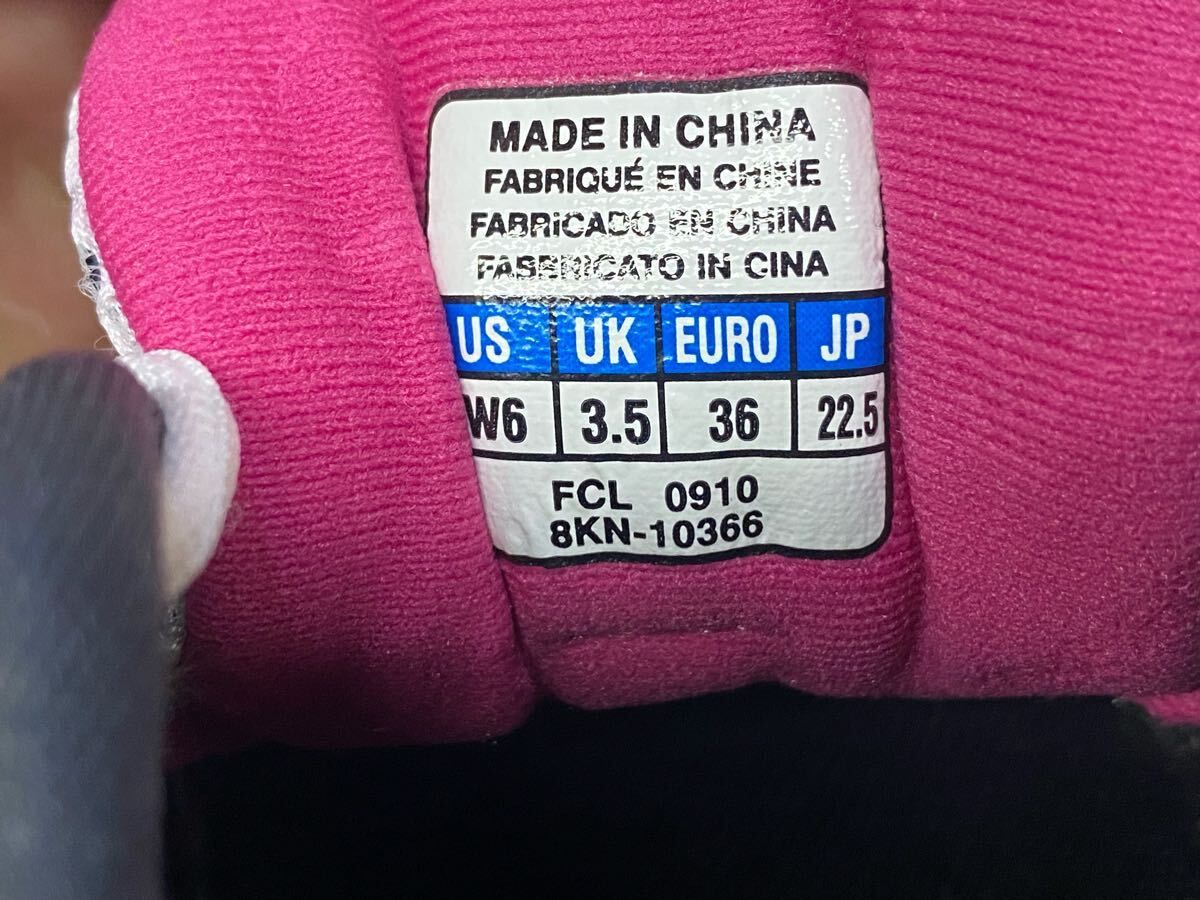 MADE IN CHINA
FABRIQUÉ EN CHINE
FABRICADO EN CHINA
FABBRICATO IN CINA
US UK EURO JP
W6 3.5 36 22.5
FCL 0910
8KN-10366